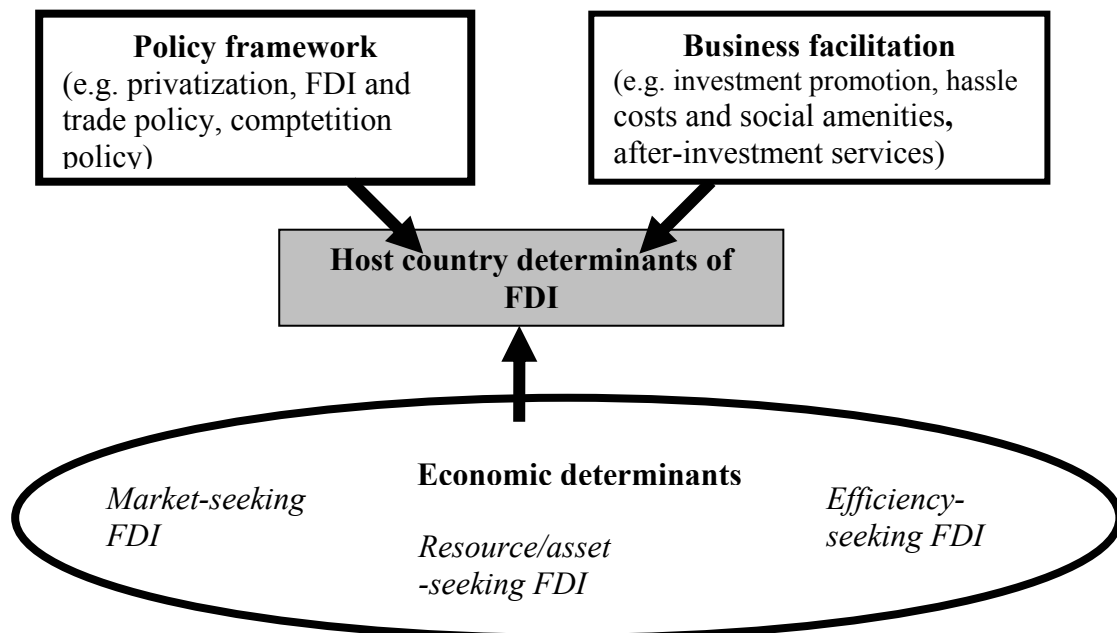 Policy framework
(e.g. privatization, FDI and
trade policy, comptetition
policy)
Business facilitation
(e.g. investment promotion, hassle
costs and social amenities,
after-investment services)
Host country determinants of
FDI
Economic determinants
Market-seeking
FDI
Resource/asset
-seeking FDI
Efficiency-
seeking FDI